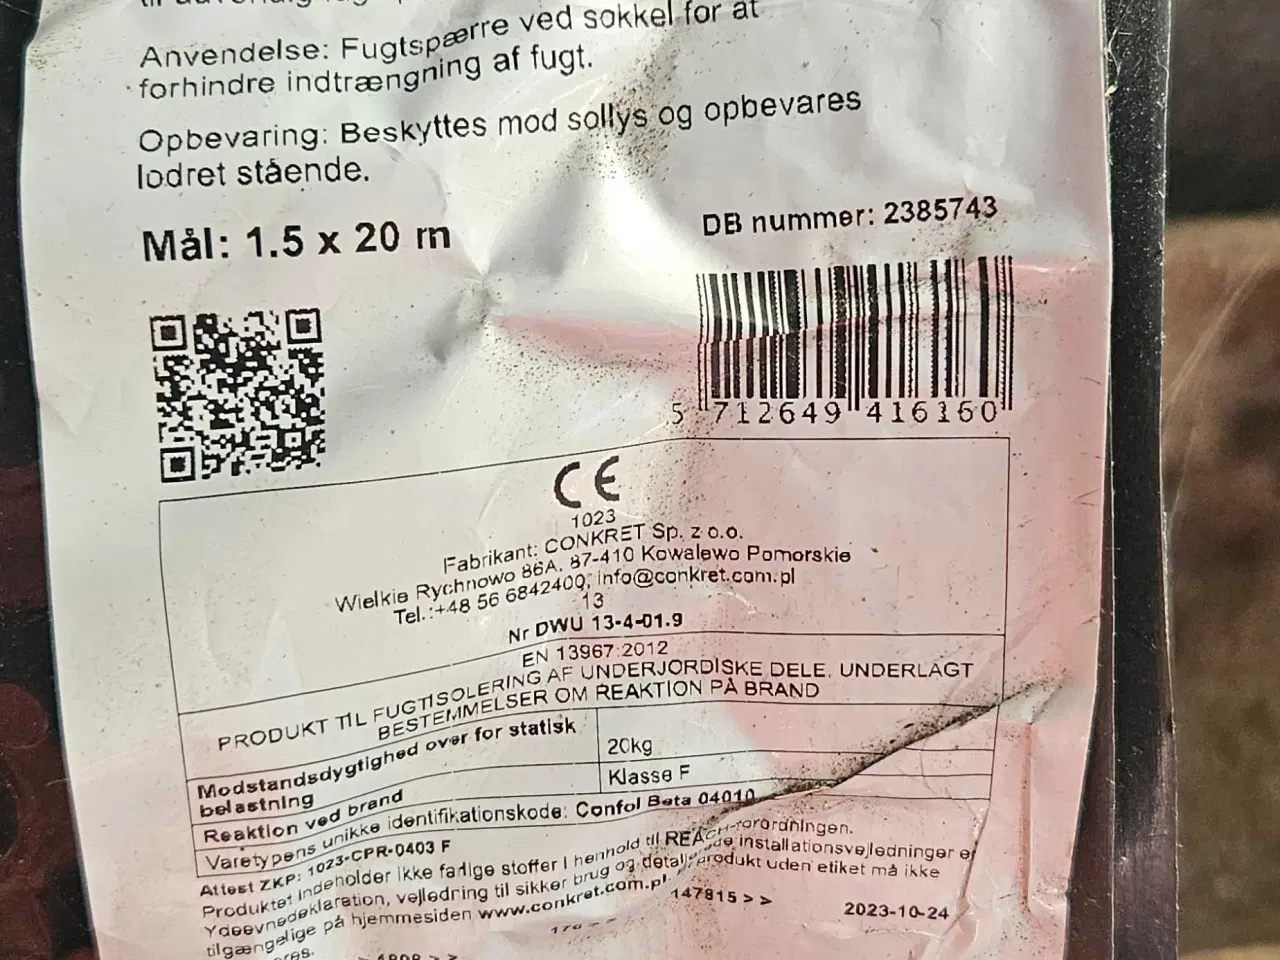 Anvendelse: Fugtspærre ved sokkel for at
forhindre indtrængning af fugt.
Opbevaring: Beskyttes mod sollys og opbevares
lodret stående.
Mål: 1.5 x 20 m
DB nummer: 2385743
5 712649 416160
CE
1023
Fabrikant: CONKRET Sp. z o.o.
Wielkie Rychnowo 86A, 87-410 Kowalewo Pomorskie
Tel.:+48 56 6842400; info@conkret.com.pl
13
Nr DWU 13-4-01.9
EN 13967:2012
PRODUKT TIL FUGTISOLERING AF UNDERJORDISKE DELE, UNDERLAGT
BESTEMMELSER OM REAKTION PÅ BRAND
Modstandsdygtighed over for statisk
belastning
20kg
Reaktion ved brand
Klasse F
Varetypens unikke identifikationskode: Confol Beta 04010
Attest ZKP: 1023-CPR-0403 F
Produktet indeholder ikke farlige stoffer i henhold til REACH-forordningen.
Ydeevnedeklaration, vejledning til sikker brug og installationsvejledninger er
tilgængelige på hjemmesiden www.conkret.com.pl. produkt uden etiket må ikke
147815 > >
2023-10-24